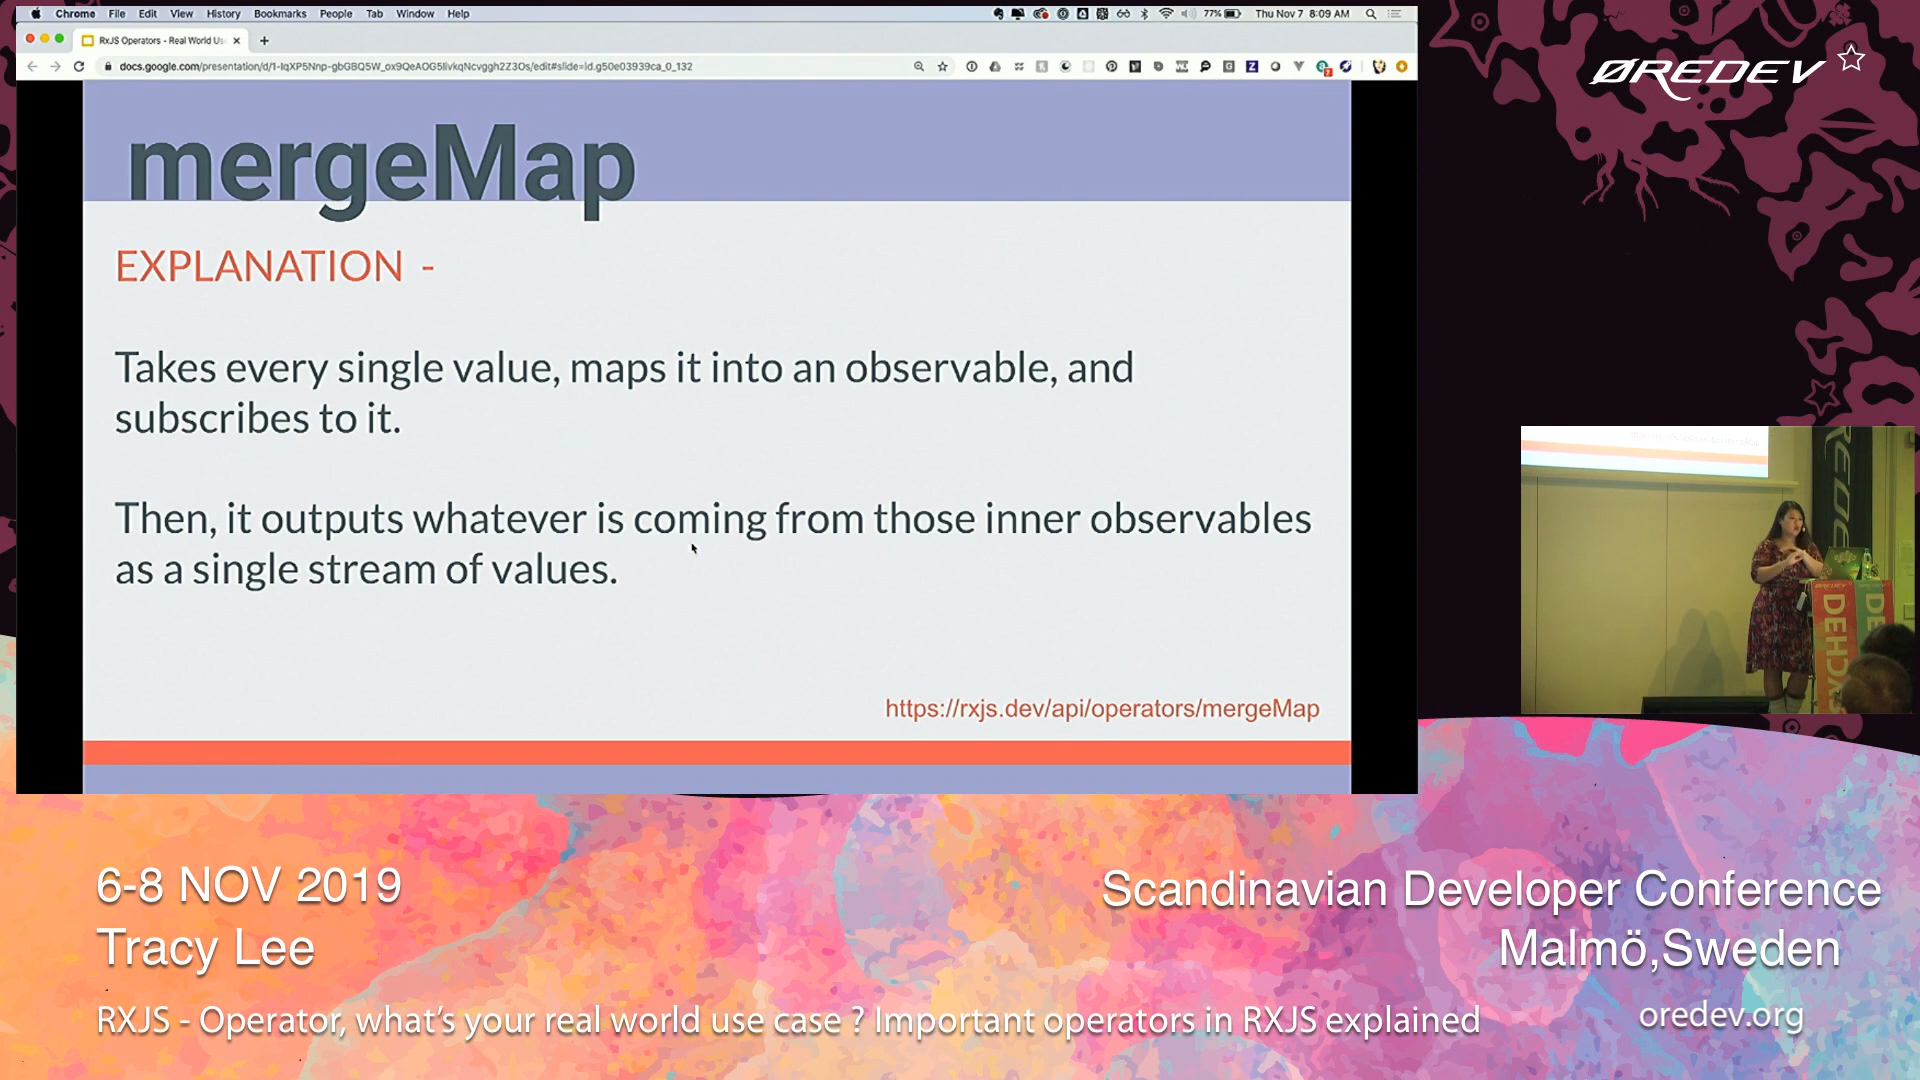 Chrome File Edit View History Bookmarks People Tab Window Help
77% Thu Nov 7 8:09 AM
RxJS Operators - Real World Us
docs.google.com/presentation/d/1-IqXP5Nnp-gbGBQ5W_ox9QeAOG5IivkqNcvggh2Z3Os/edit#slide=id.g50e03939ca_0_132
mergeMap
EXPLANATION -
Takes every single value, maps it into an observable, and
subscribes to it.
Then, it outputs whatever is coming from those inner observables
as a single stream of values.
https://rxjs.dev/api/operators/mergeMap
ØREDEV
6-8 NOV 2019
Tracy Lee
RXJS - Operator, what's your real world use case ? Important operators in RXJS explained
Scandinavian Developer Conference
Malmö,Sweden
oredev.org